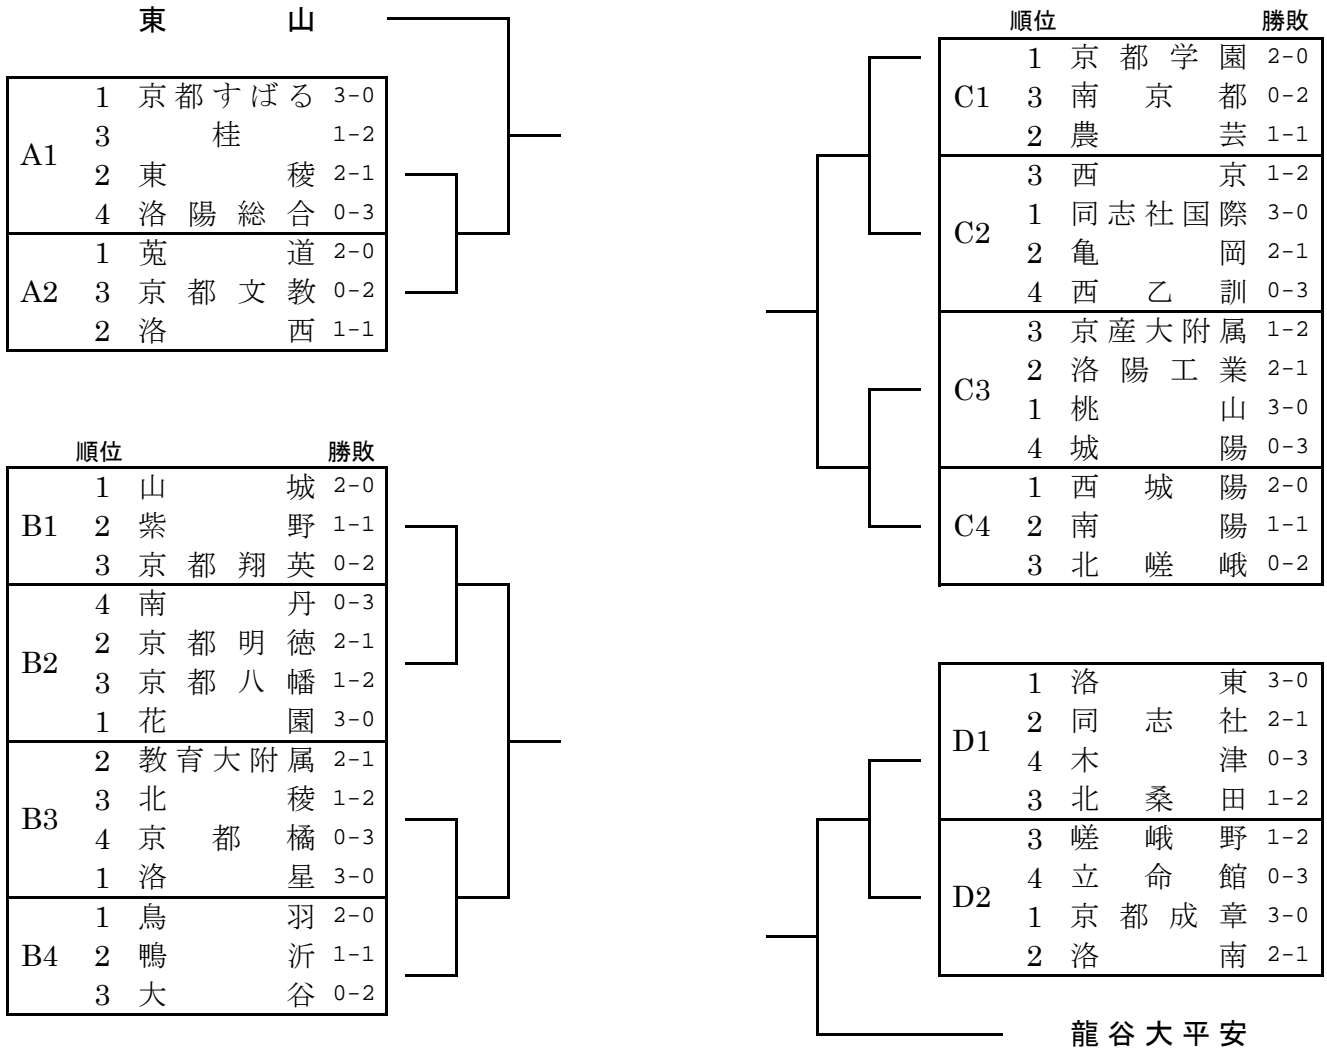 東山
A1
1 京都すばる 3-0
3 桂 1-2
2 東稜 2-1
4 洛陽総合 0-3
A2
1 莵道 2-0
3 京都文教 0-2
2 洛西 1-1
順位 勝敗
B1
1 山城 2-0
2 紫野 1-1
3 京都翔英 0-2
B2
4 南丹 0-3
2 京都明徳 2-1
3 京都八幡 1-2
1 花園 3-0
B3
2 教育大附属 2-1
3 北稜 1-2
4 京都橘 0-3
1 洛星 3-0
B4
1 鳥羽 2-0
2 鴨沂 1-1
3 大谷 0-2
順位 勝敗
C1
1 京都学園 2-0
3 南京都 0-2
2 農芸 1-1
C2
3 西京 1-2
1 同志社国際 3-0
2 亀岡 2-1
4 西乙訓 0-3
C3
3 京産大附属 1-2
2 洛陽工業 2-1
1 桃山 3-0
4 城陽 0-3
C4
1 西城陽 2-0
2 南陽 1-1
3 北嵯峨 0-2
D1
1 洛東 3-0
2 同志社 2-1
4 木津 0-3
3 北桑田 1-2
D2
3 嵯峨野 1-2
4 立命館 0-3
1 京都成章 3-0
2 洛南 2-1
龍谷大平安